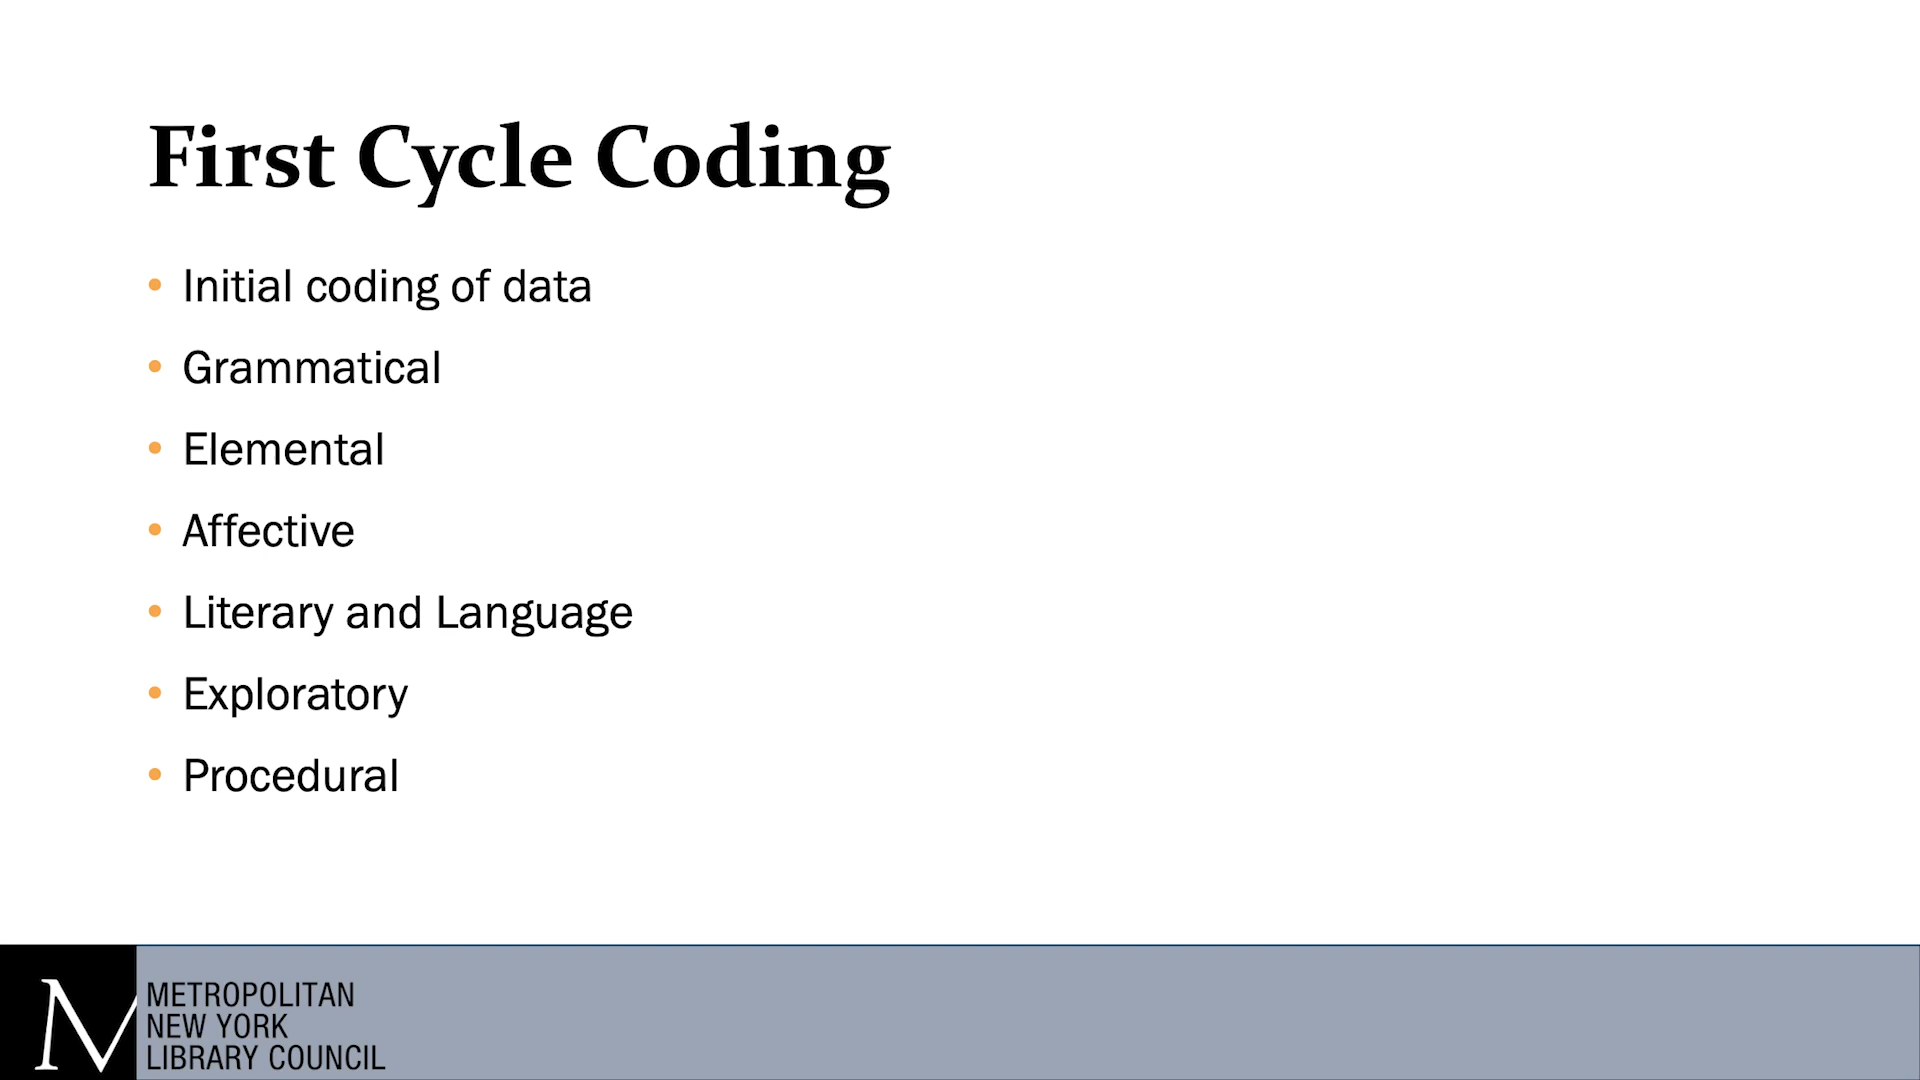 First Cycle Coding
• Initial coding of data
• Grammatical
• Elemental
• Affective
• Literary and Language
• Exploratory
• Procedural
M
METROPOLITAN
NEW YORK
LIBRARY COUNCIL